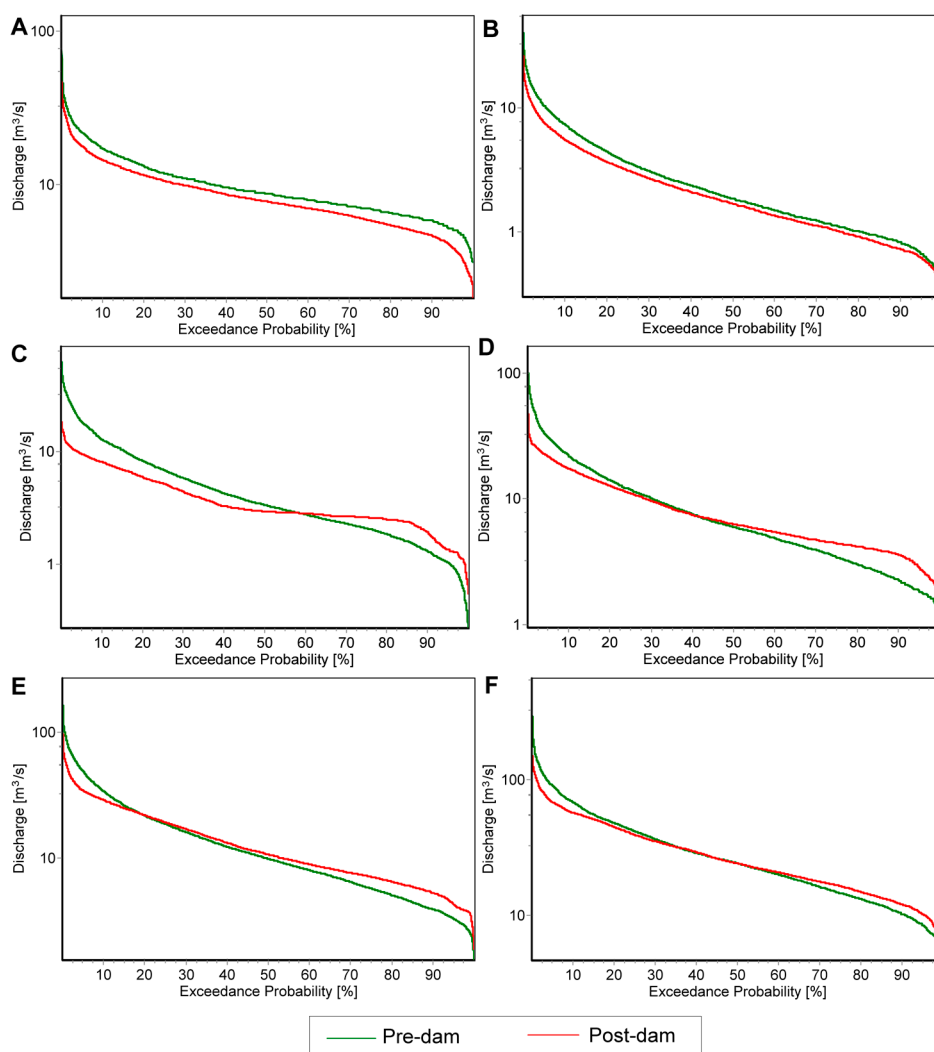 A
B
100
10
Discharge [m³/s]
10 20 30 40 50 60 70 80 90
Exceedance Probability [%]
10
1
Discharge [m³/s]
10 20 30 40 50 60 70 80 90
Exceedance Probability [%]
C
D
10
1
Discharge [m³/s]
10 20 30 40 50 60 70 80 90
Exceedance Probability [%]
100
10
1
Discharge [m³/s]
10 20 30 40 50 60 70 80 90
Exceedance Probability [%]
E
F
100
10
Discharge [m³/s]
10 20 30 40 50 60 70 80 90
Exceedance Probability [%]
100
10
Discharge [m³/s]
10 20 30 40 50 60 70 80 90
Exceedance Probability [%]
Pre-dam Post-dam